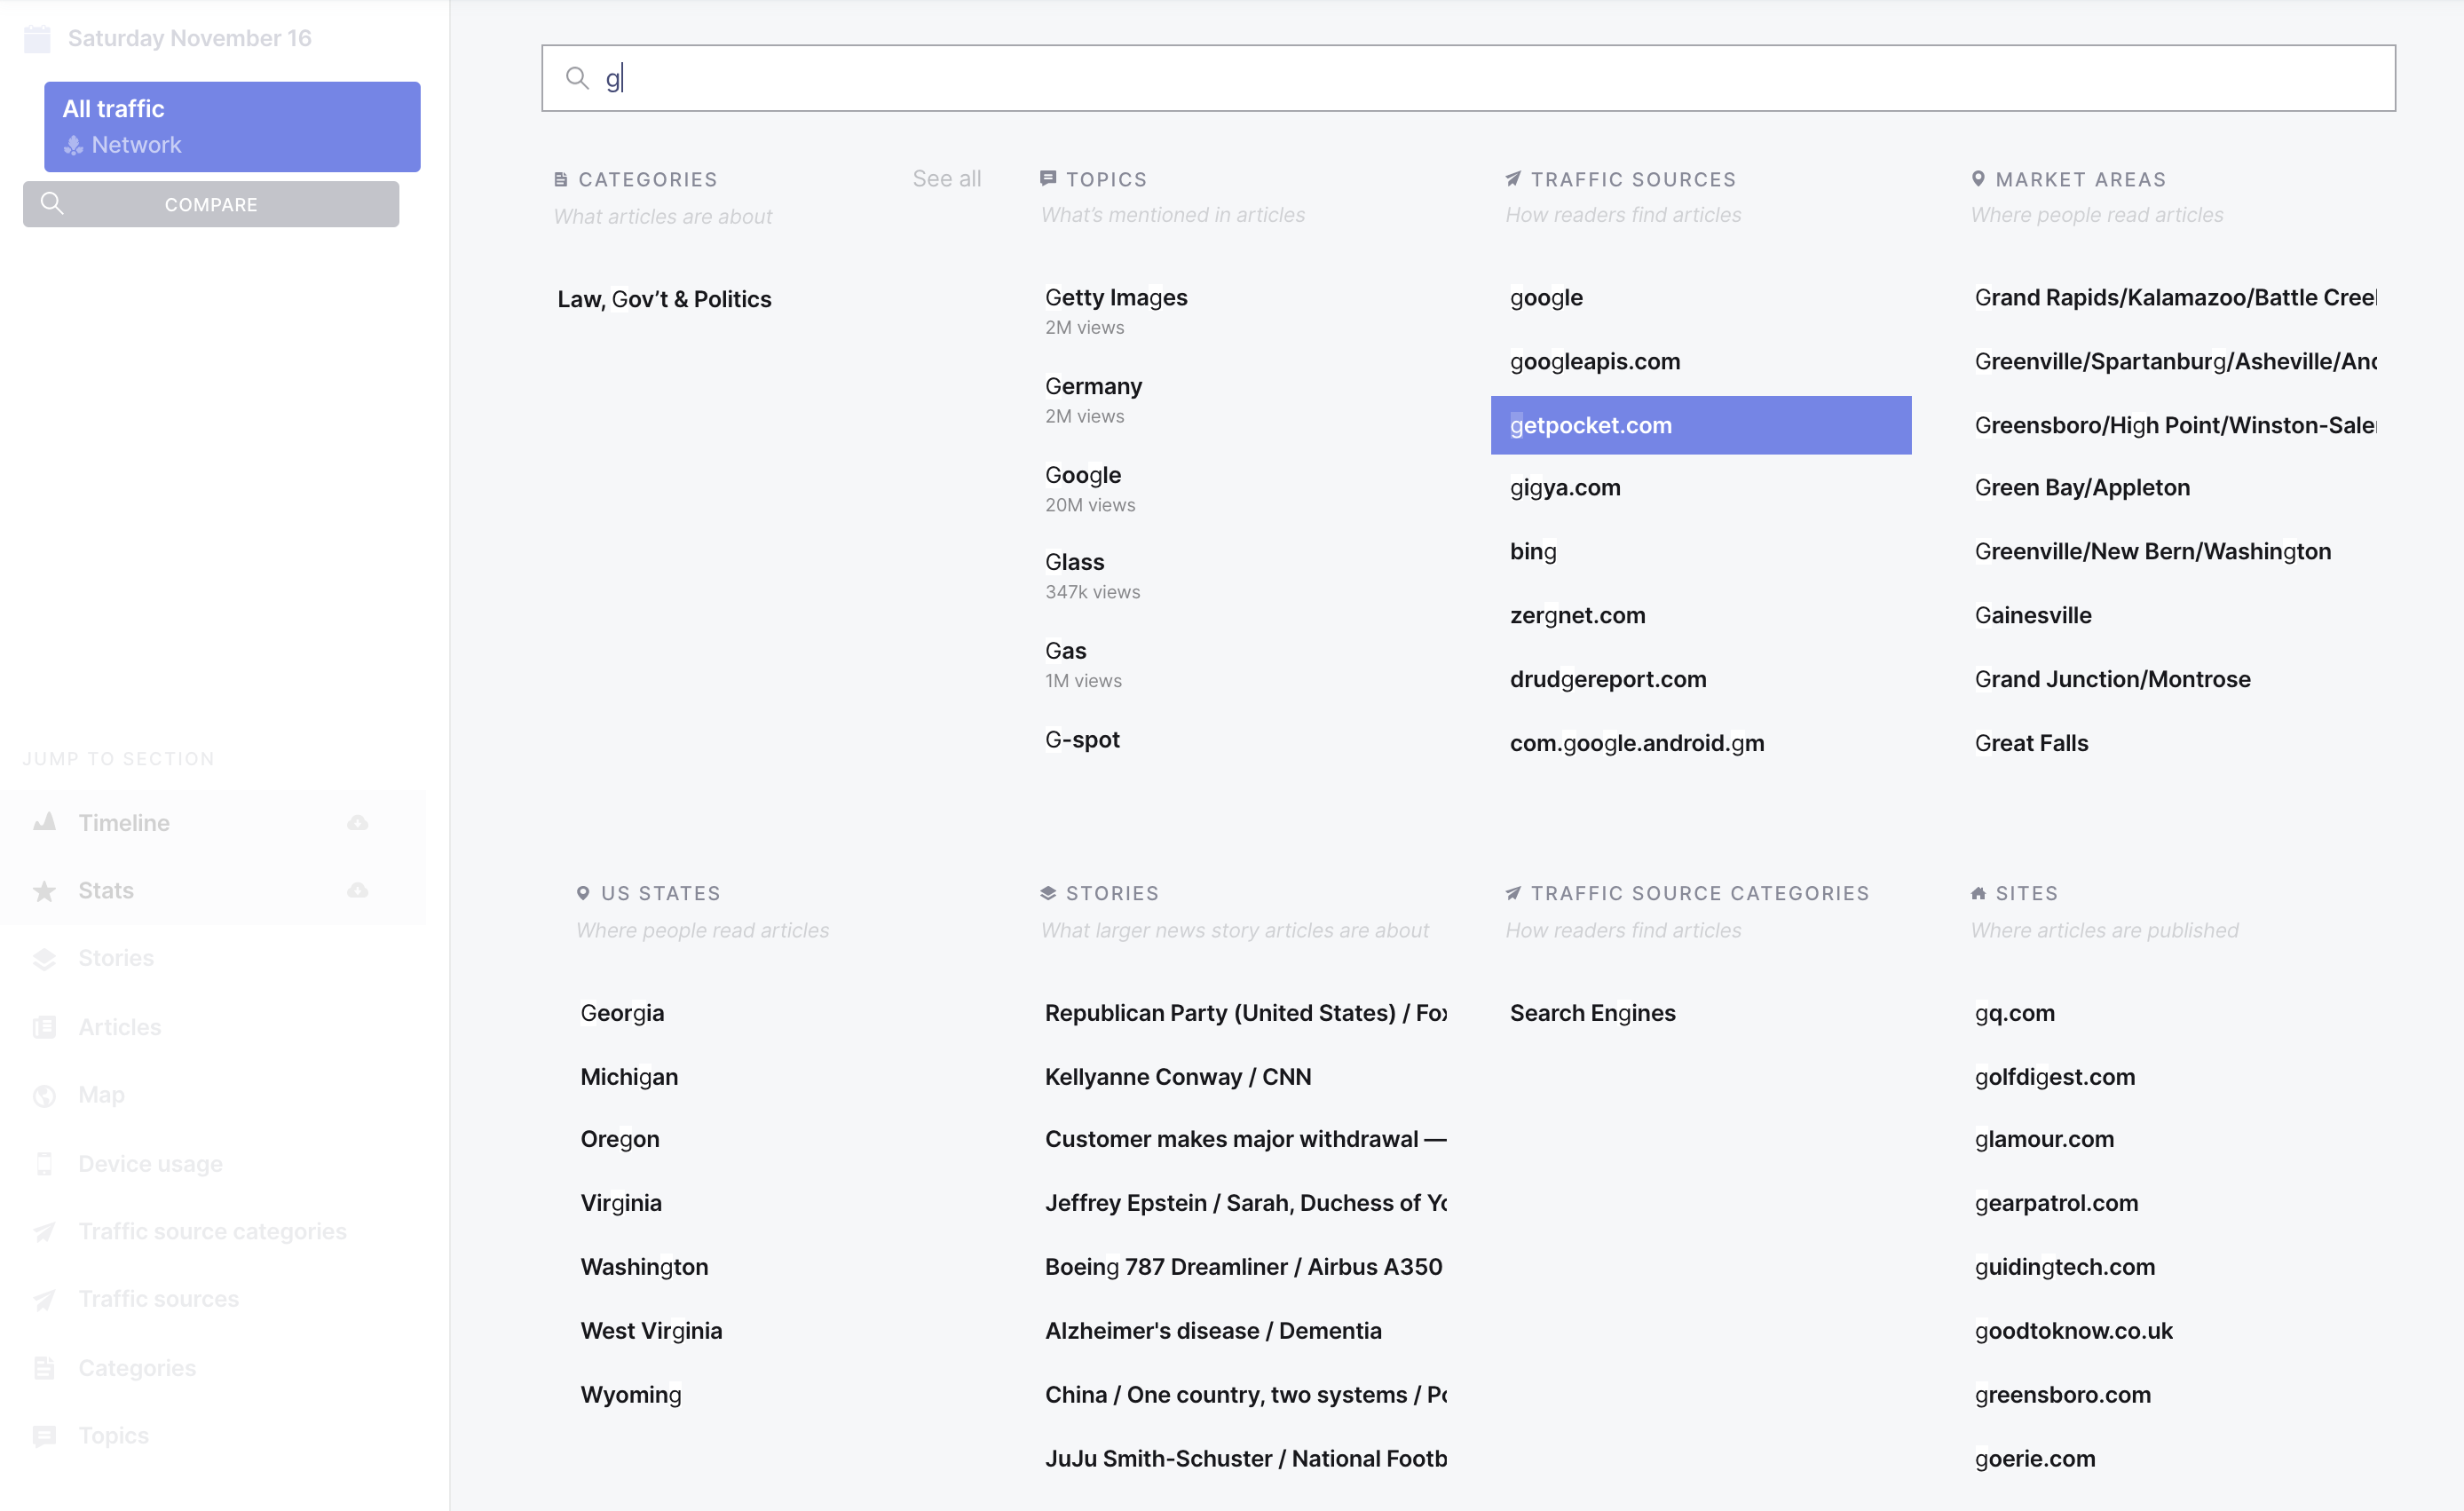 Saturday November 16
All traffic
Network
COMPARE
JUMP TO SECTION
Timeline
Stats
Stories
Articles
Map
Device usage
Traffic source categories
Traffic sources
Categories
Topics
g
CATEGORIES
See all
What articles are about
Law, Gov’t & Politics
TOPICS
What’s mentioned in articles
Getty Images
2M views
Germany
2M views
Google
20M views
Glass
347k views
Gas
1M views
G-spot
TRAFFIC SOURCES
How readers find articles
google
googleapis.com
getpocket.com
gigya.com
bing
zergnet.com
drudgereport.com
com.google.android.gm
MARKET AREAS
Where people read articles
Grand Rapids/Kalamazoo/Battle Cree
Greenville/Spartanburg/Asheville/And
Greensboro/High Point/Winston-Sale
Green Bay/Appleton
Greenville/New Bern/Washington
Gainesville
Grand Junction/Montrose
Great Falls
US STATES
Where people read articles
Georgia
Michigan
Oregon
Virginia
Washington
West Virginia
Wyoming
STORIES
What larger news story articles are about
Republican Party (United States) / Fox
Kellyanne Conway / CNN
Customer makes major withdrawal —
Jeffrey Epstein / Sarah, Duchess of Yo
Boeing 787 Dreamliner / Airbus A350
Alzheimer's disease / Dementia
China / One country, two systems / Po
JuJu Smith-Schuster / National Footb
TRAFFIC SOURCE CATEGORIES
How readers find articles
Search Engines
SITES
Where articles are published
gq.com
golfdigest.com
glamour.com
gearpatrol.com
guidingtech.com
goodtoknow.co.uk
greensboro.com
goerie.com